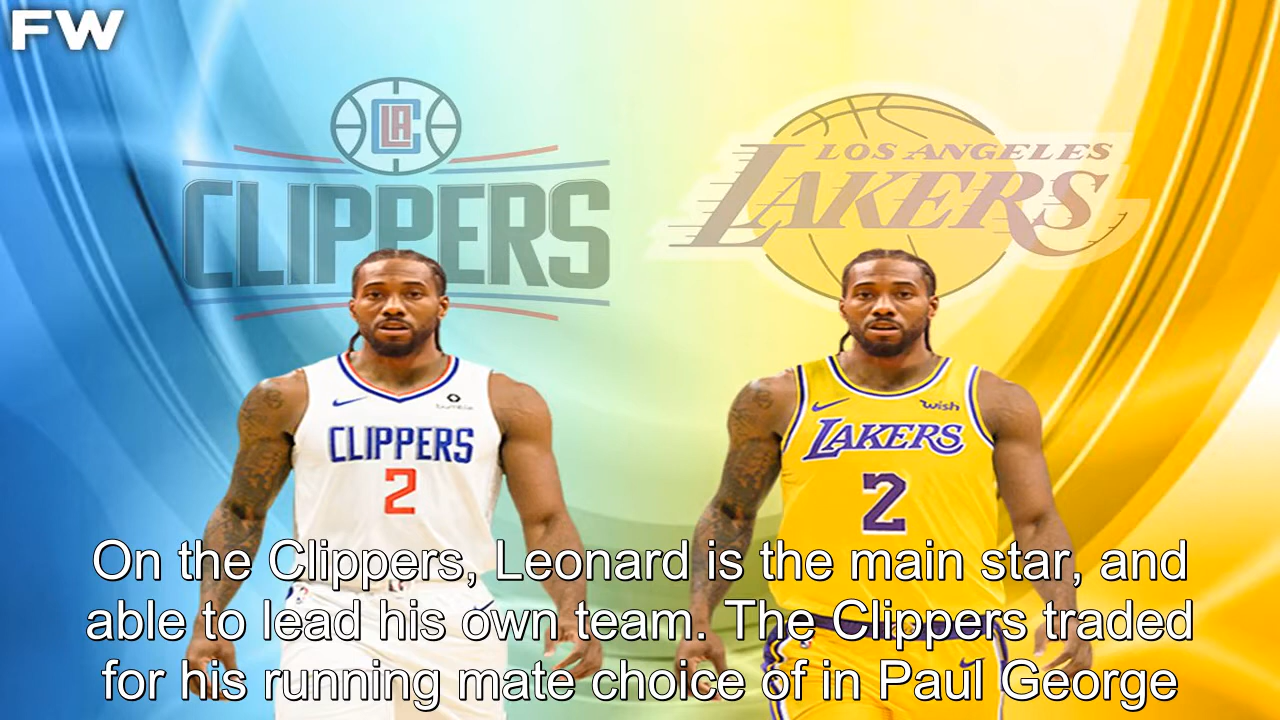 FW
LA
CLIPPERS
LOS ANGELES
LAKERS
bumble
CLIPPERS
2
wish
LAKERS
2
On the Clippers, Leonard is the main star, and
able to lead his own team. The Clippers traded
for his running mate choice of in Paul George